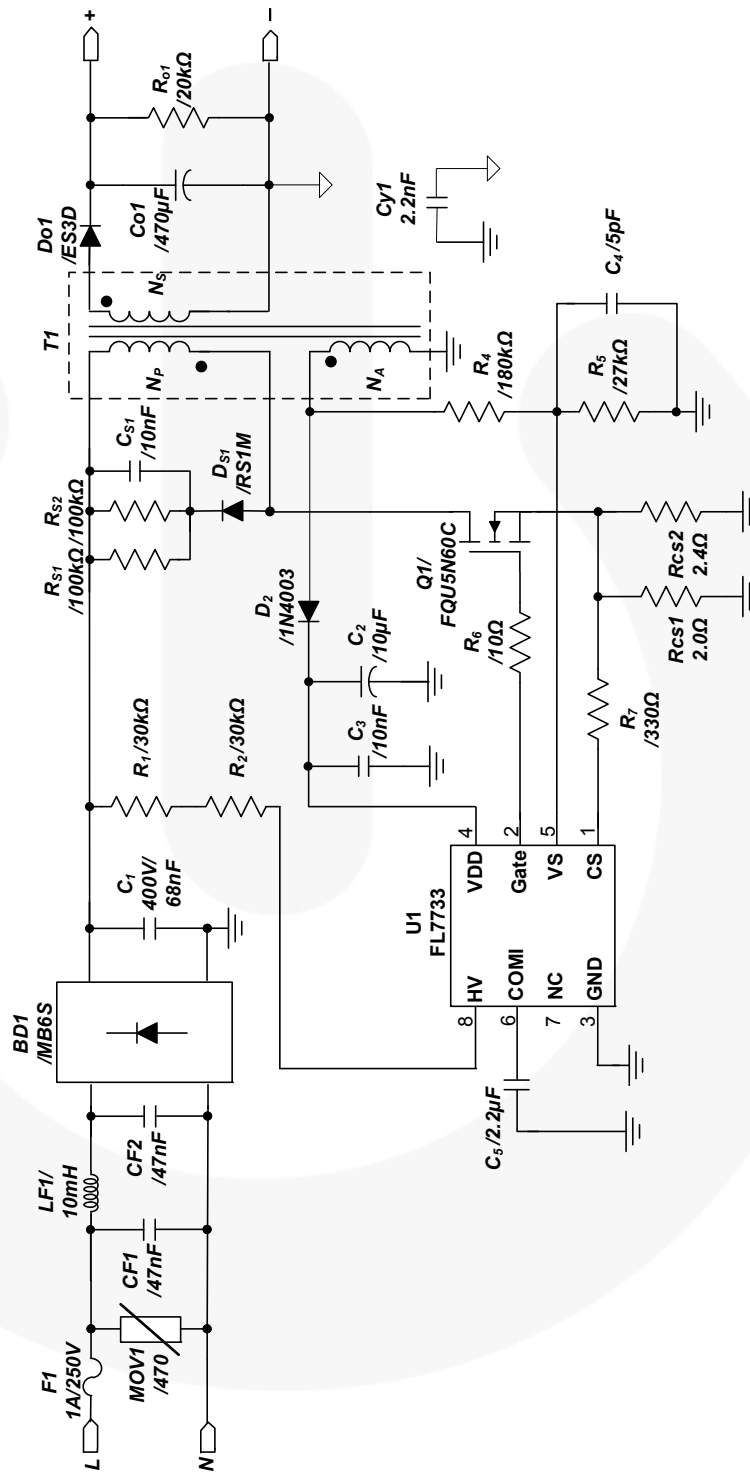 L
N
F1
1A/250V
MOV1
/470
CF1
/47nF
LF1/
10mH
CF2
/47nF
BD1
/MB6S
C1
400V/
68nF
R1/30kΩ
R2/30kΩ
RS1
/100kΩ
RS2
/100kΩ
CS1
/10nF
DS1
/RS1M
T1
NP
NS
NA
Do1
/ES3D
Co1
/470µF
Ro1
/20kΩ
+
−
Cy1
2.2nF
D2
/1N4003
C2
/10µF
C3
/10nF
R4
/180kΩ
R5
/27kΩ
C4/5pF
Q1/
FQU5N60C
R6
/10Ω
R7
/330Ω
Rcs1
2.0Ω
Rcs2
2.4Ω
U1
FL7733
8
HV
6
COMI
7
NC
3
GND
VDD
4
Gate
2
VS
5
CS
1
C5/2.2µF